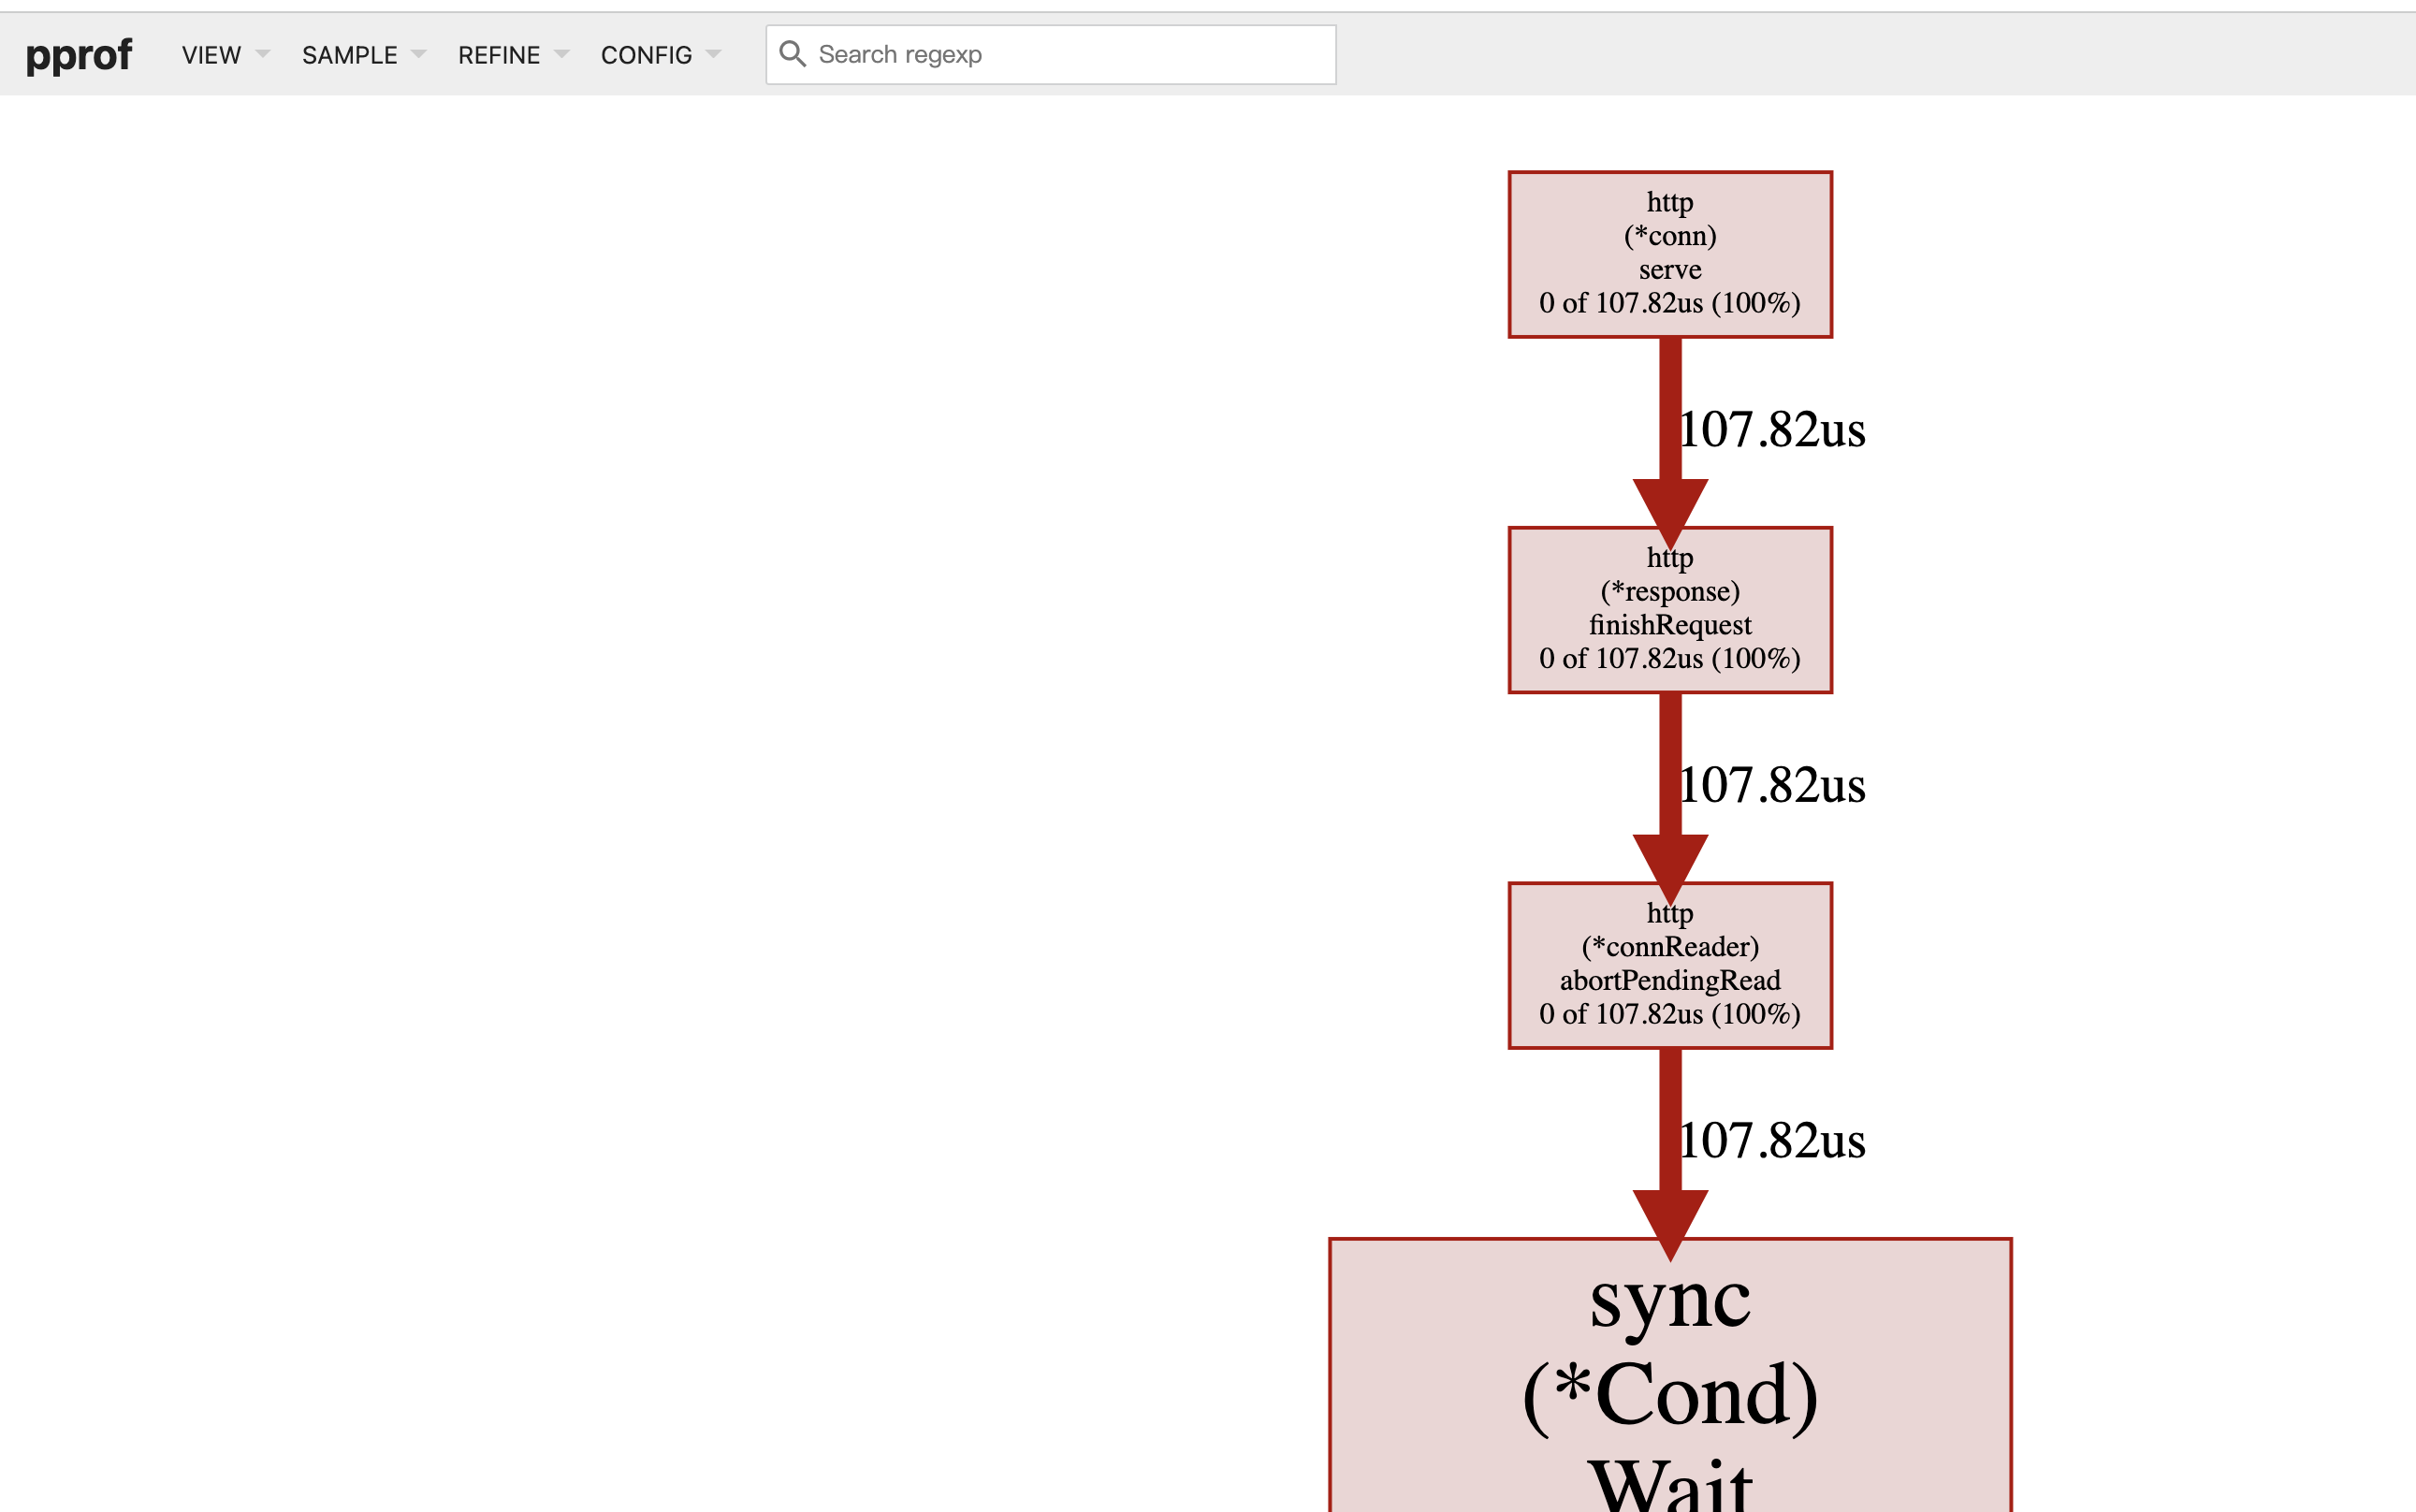 pprof VIEW SAMPLE REFINE CONFIG Search regexp
http
(*conn)
serve
0 of 107.82us (100%)
107.82us
http
(*response)
finishRequest
0 of 107.82us (100%)
107.82us
http
(*connReader)
abortPendingRead
0 of 107.82us (100%)
107.82us
sync
(*Cond)
Wait